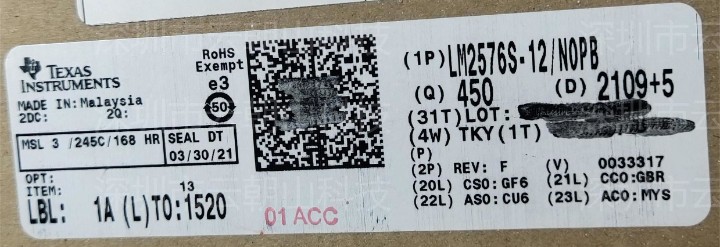 TEXAS
INSTRUMENTS
MADE IN: Malaysia
2DC: 2Q:
MSL 3 /245C/168 HR
SEAL DT
03/30/21
OPT:
ITEM: 13
LBL: 1A (L)TO:1520
RoHS
Exempt
e3
50
01 ACC
(1P) LM2576S-12/NOPB
(Q) 450 (D) 2109+5
(31T)LOT:
(4W) TKY(1T)
(P)
(2P) REV: F (V) 0033317
(20L) CSO:GF6 (21L) CCO:GBR
(22L) ASO:CU6 (23L) ACO:MYS